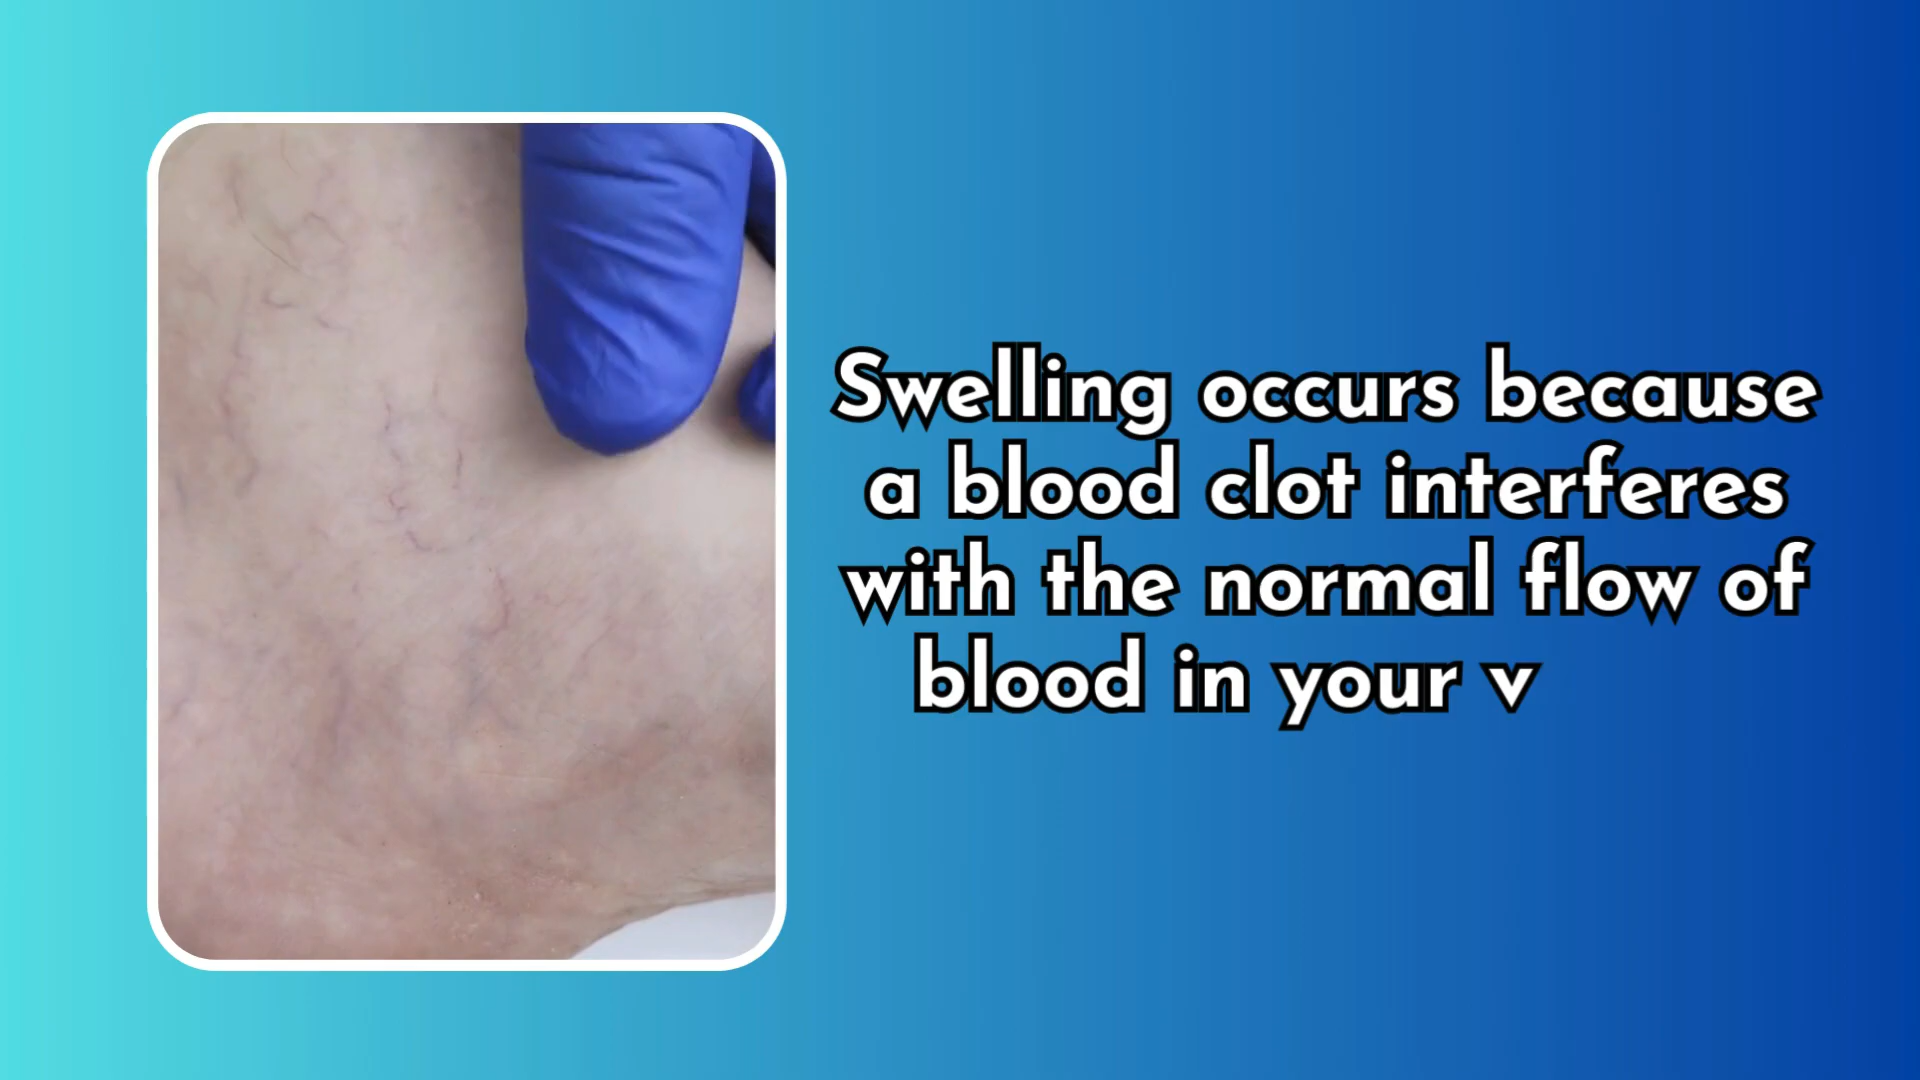 Swelling occurs because
a blood clot interferes
with the normal flow of
blood in your v